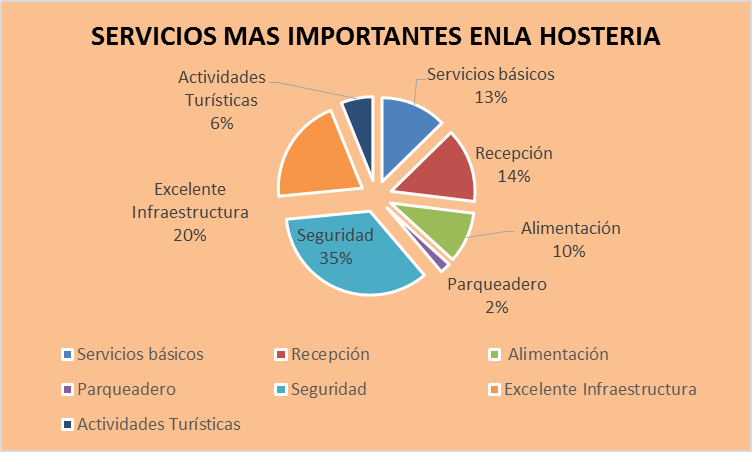 SERVICIOS MAS IMPORTANTES ENLA HOSTERIA
Actividades
Turísticas
6%
Servicios básicos
13%
Recepción
14%
Excelente
Infraestructura
20%
Seguridad
35%
Alimentación
10%
Parqueadero
2%
Servicios básicos
Recepción
Alimentación
Parqueadero
Seguridad
Excelente Infraestructura
Actividades Turísticas